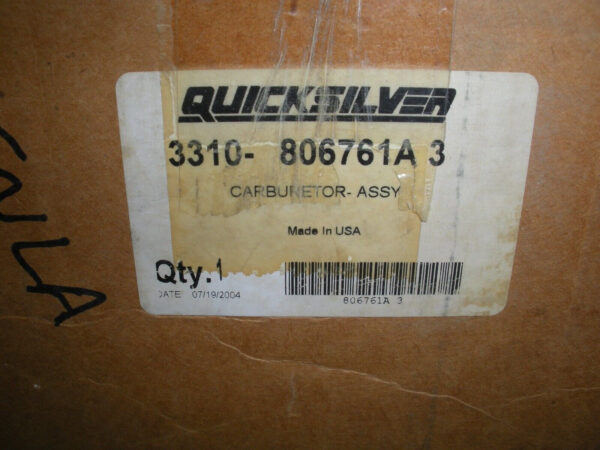 QUICKSILVER
3310- 806761A 3
CARBURETOR- ASSY
Made In USA
Qty.1
DATE 07/19/2004
806761A 3